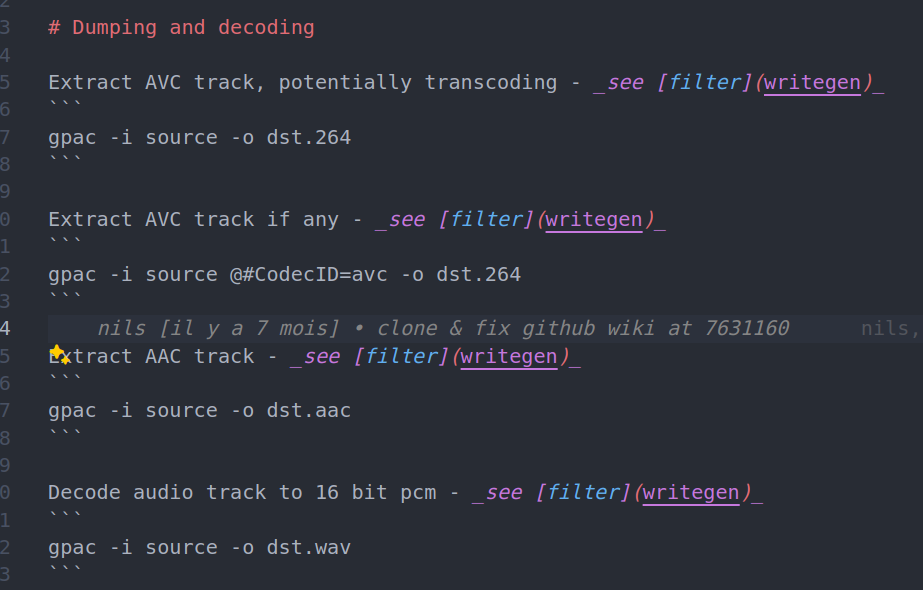 3 # Dumping and decoding
4
5 Extract AVC track, potentially transcoding - _see [filter](writegen)_
6 ```
7 gpac -i source -o dst.264
8 ```
9
0 Extract AVC track if any - _see [filter](writegen)_
1 ```
2 gpac -i source @#CodecID=avc -o dst.264
3 ```
4 nils [il y a 7 mois] • clone & fix github wiki at 7631160 nils,
5 Extract AAC track - _see [filter](writegen)_
6 ```
7 gpac -i source -o dst.aac
8 ```
9
0 Decode audio track to 16 bit pcm - _see [filter](writegen)_
1 ```
2 gpac -i source -o dst.wav
3 ```